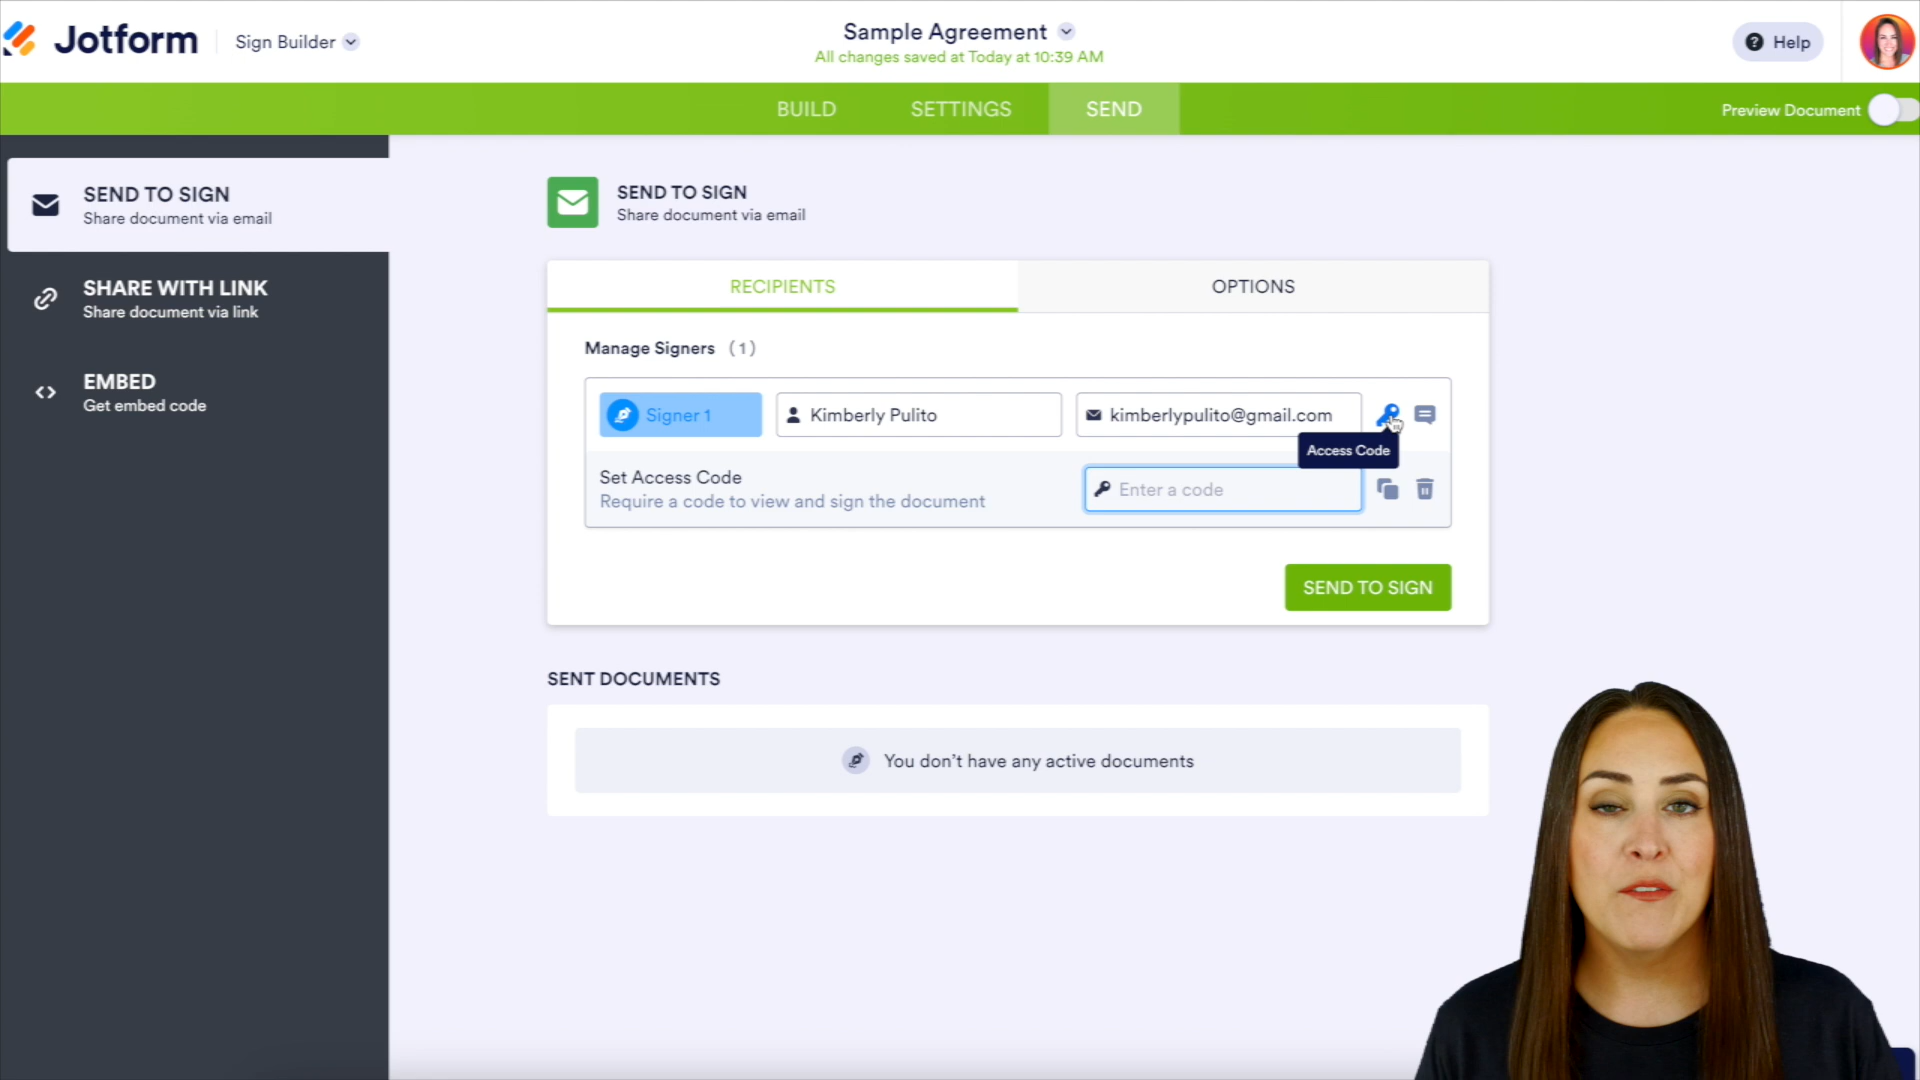 Jotform
Sign Builder
Sample Agreement
All changes saved at Today at 10:39 AM
Help
BUILD
SETTINGS
SEND
Preview Document
SEND TO SIGN
Share document via email
SHARE WITH LINK
Share document via link
EMBED
Get embed code
SEND TO SIGN
Share document via email
RECIPIENTS
OPTIONS
Manage Signers (1)
Signer 1
Kimberly Pulito
kimberlypulito@gmail.com
Access Code
Set Access Code
Require a code to view and sign the document
Enter a code
SEND TO SIGN
SENT DOCUMENTS
You don't have any active documents